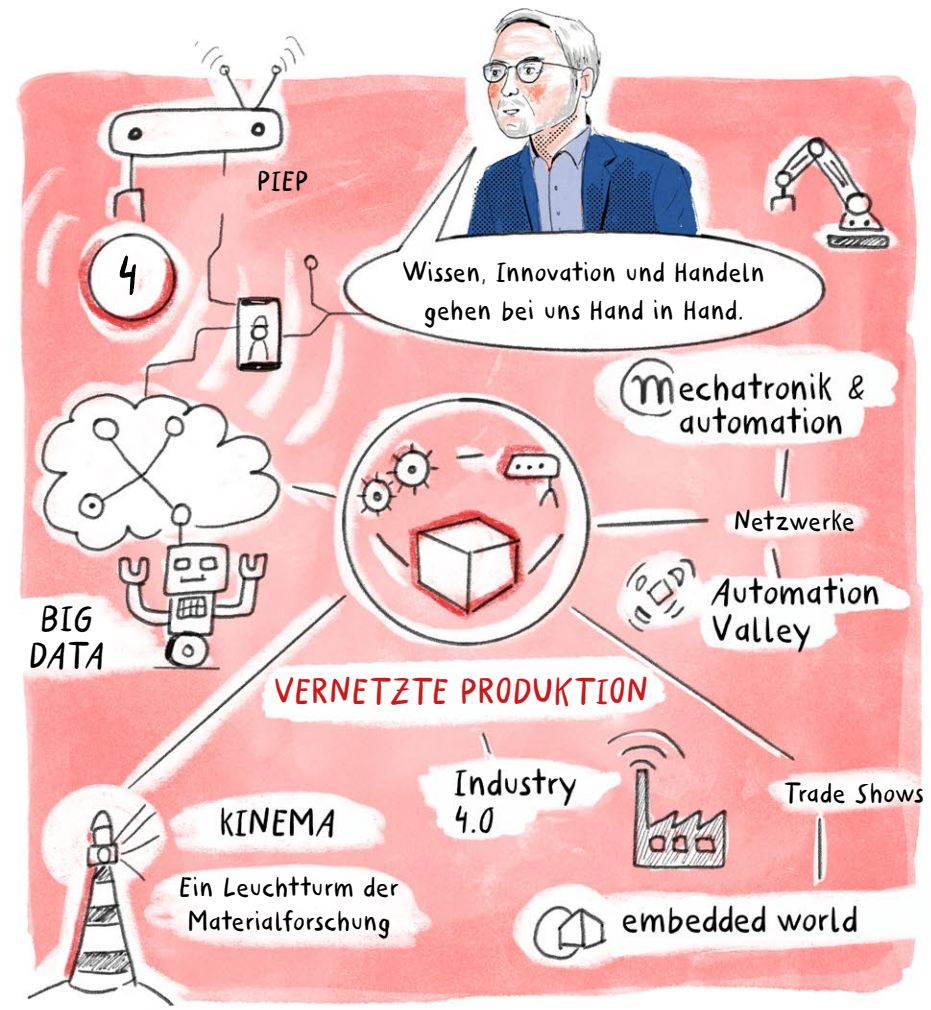 PIEP
4
Wissen, Innovation und Handeln
gehen bei uns Hand in Hand.
mechatronik &
automation
Netzwerke
Automation
Valley
BIG
DATA
VERNETZTE PRODUKTION
Industry
4.0
Trade Shows
KINEMA
Ein Leuchtturm der
Materialforschung
embedded world